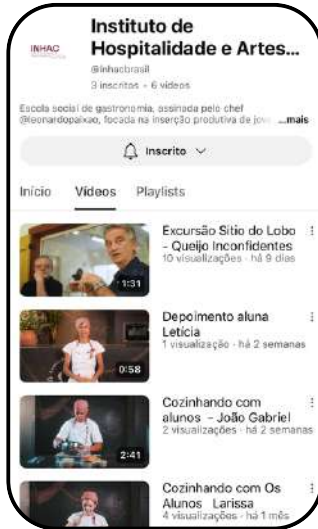 Instituto de
INHAC
Hospitalidade e Artes...
@inhacbrasil
3 inscritos • 6 vídeos
Escola social de gastronomia, assinada pelo chef
@leonardopaixao, focada na inserção produtiva de jov ...mais
Inscrito
Início Vídeos Playlists
Excursão Sitio do Lobo
- Queijo Inconfidentes
10 visualizações · há 9 dias
1:31
Depoimento aluna
Letícia
1 visualização · há 2 semanas
0:58
Cozinhando com
alunos - João Gabriel
2 visualizações · há 2 semanas
2:41
Cozinhando com Os
Alunos Larissa
4 visualizações · há 1 mês